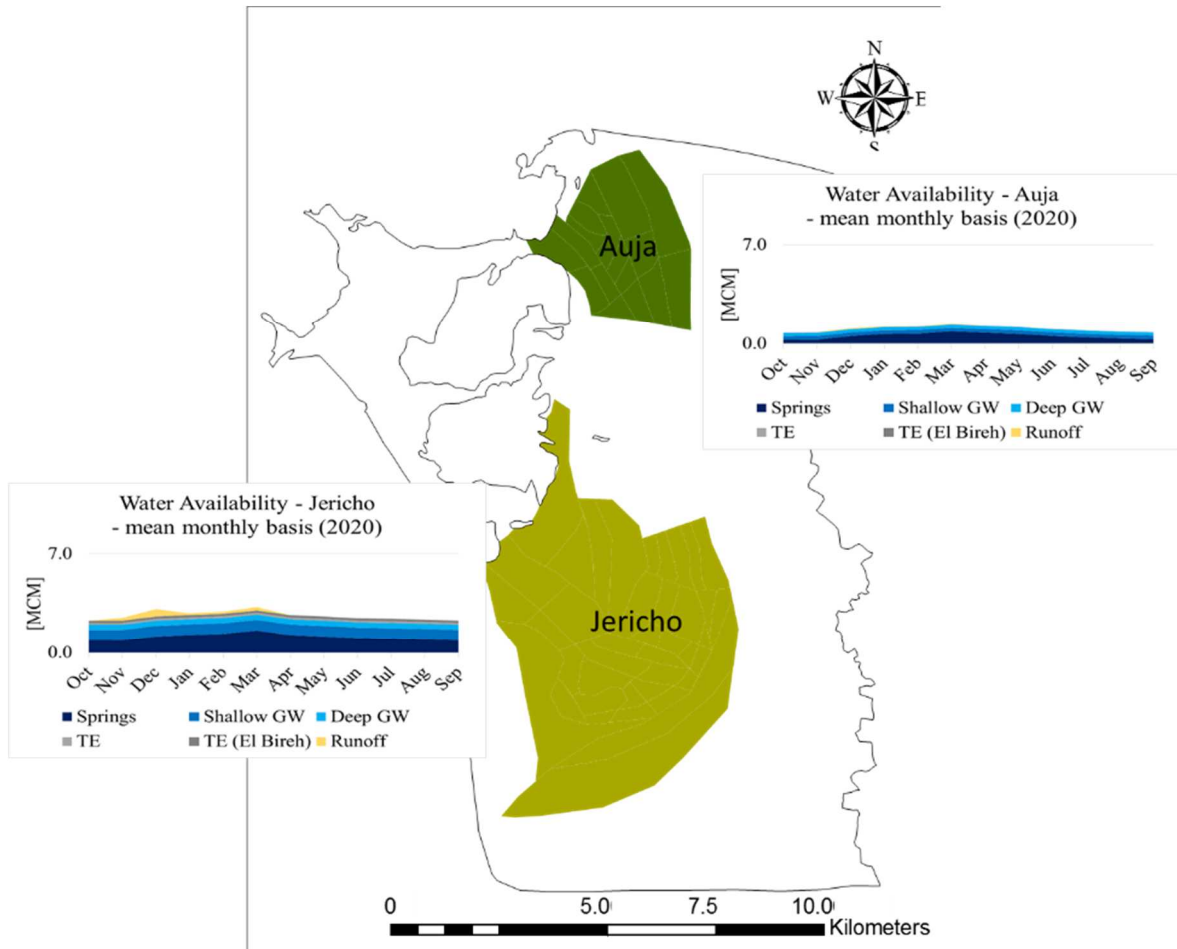 N
W E
S
Water Availability - Auja
- mean monthly basis (2020)
7.0
[MCM]
0.0
Oct Nov Dec Jan Feb Mar Apr May Jun Jul Aug Sep
Springs Shallow GW Deep GW
TE TE (El Bireh) Runoff
Auja
Water Availability - Jericho
- mean monthly basis (2020)
7.0
[MCM]
0.0
Oct Nov Dec Jan Feb Mar Apr May Jun Jul Aug Sep
Springs Shallow GW Deep GW
TE TE (El Bireh) Runoff
Jericho
0 5.0 7.5 10.0
Kilometers